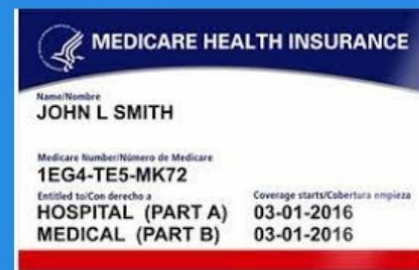 MEDICARE HEALTH INSURANCE
Name/Nombre
JOHN L SMITH
Medicare Number/Número de Medicare
1EG4-TE5-MK72
Entitled to/Con derecho a Coverage starts/Cobertura empieza
HOSPITAL (PART A) 03-01-2016
MEDICAL (PART B) 03-01-2016